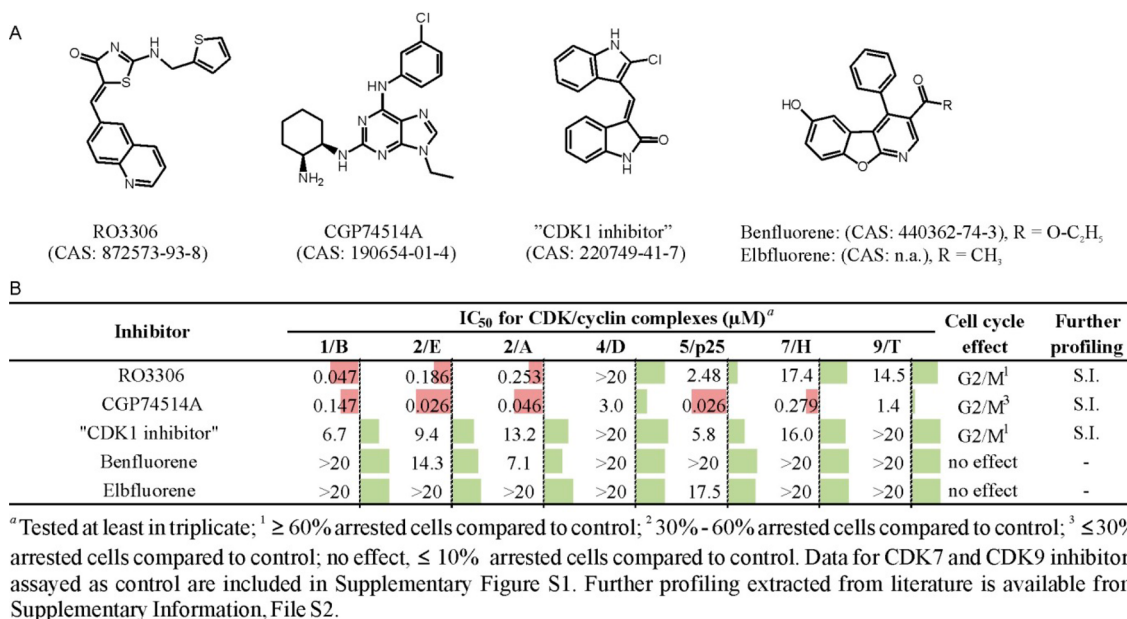 A
O
N
H
N
S
S
N
RO3306
(CAS: 872573-93-8)
Cl
HN
N
N
N
N
N
H
NH2
CGP74514A
(CAS: 190654-01-4)
H
N
Cl
O
N
H
"CDK1 inhibitor"
(CAS: 220749-41-7)
HO
O
R
O
N
Benfluorene: (CAS: 440362-74-3), R = O-C2H5
Elbfluorene: (CAS: n.a.), R = CH3
B
Inhibitor IC50 for CDK/cyclin complexes (μM)a Cell cycle effect Further profiling
1/B 2/E 2/A 4/D 5/p25 7/H 9/T
RO3306 0.047 0.186 0.253 >20 2.48 17.4 14.5 G2/M1 S.I.
CGP74514A 0.147 0.026 0.046 3.0 0.026 0.279 1.4 G2/M3 S.I.
"CDK1 inhibitor" 6.7 9.4 13.2 >20 5.8 16.0 >20 G2/M1 S.I.
Benfluorene >20 14.3 7.1 >20 >20 >20 >20 no effect -
Elbfluorene >20 >20 >20 >20 17.5 >20 >20 no effect -
a Tested at least in triplicate; 1 ≥ 60% arrested cells compared to control; 2 30% - 60% arrested cells compared to control; 3 ≤30%
arrested cells compared to control; no effect, ≤ 10% arrested cells compared to control. Data for CDK7 and CDK9 inhibitor
assayed as control are included in Supplementary Figure S1. Further profiling extracted from literature is available from
Supplementary Information, File S2.